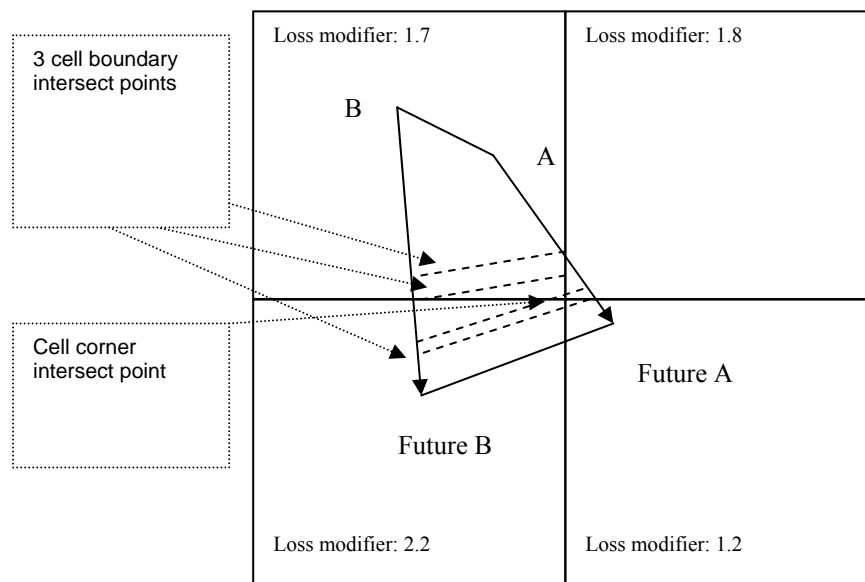 Loss modifier: 1.7
Loss modifier: 1.8
3 cell boundary
intersect points
B
A
Cell corner
intersect point
Future A
Future B
Loss modifier: 2.2
Loss modifier: 1.2